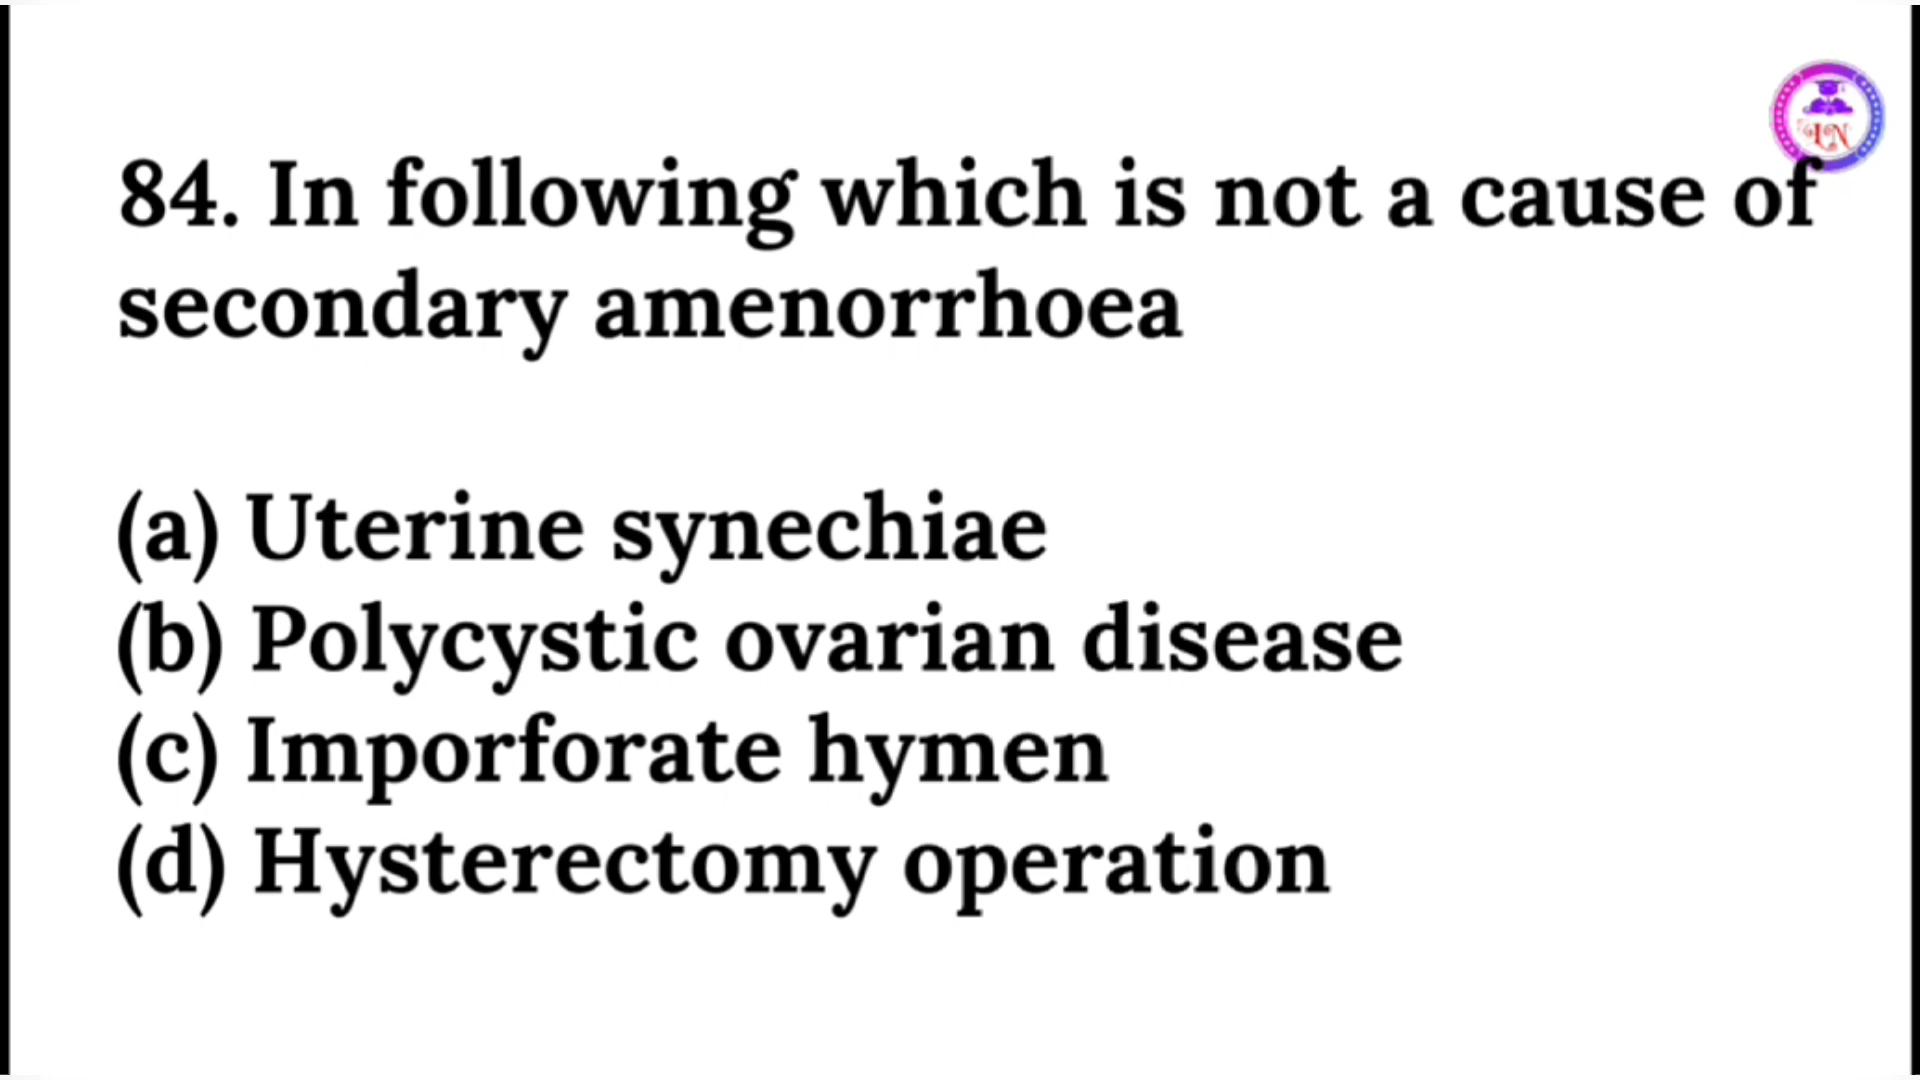 84. In following which is not a cause of
secondary amenorrhoea
(a) Uterine synechiae
(b) Polycystic ovarian disease
(c) Imporforate hymen
(d) Hysterectomy operation
LN